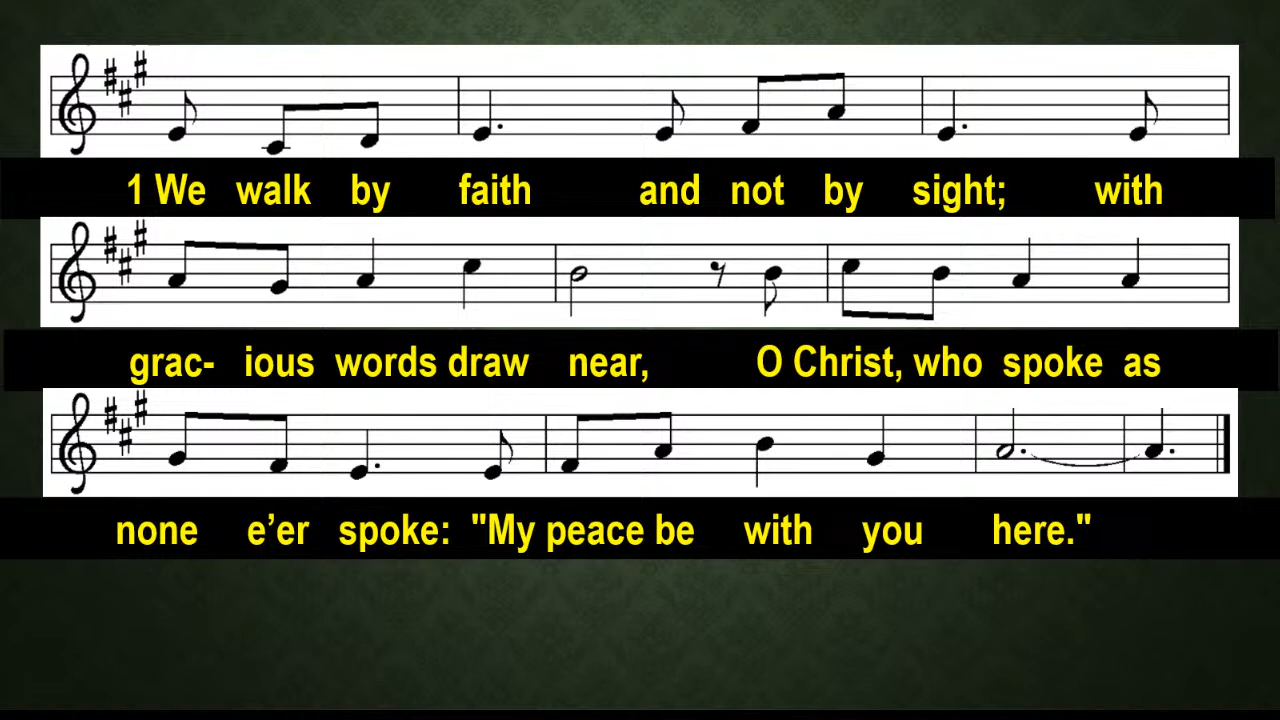 1 We walk by faith and not by sight; with
grac- ious words draw near, O Christ, who spoke as
none e’er spoke: "My peace be with you here."